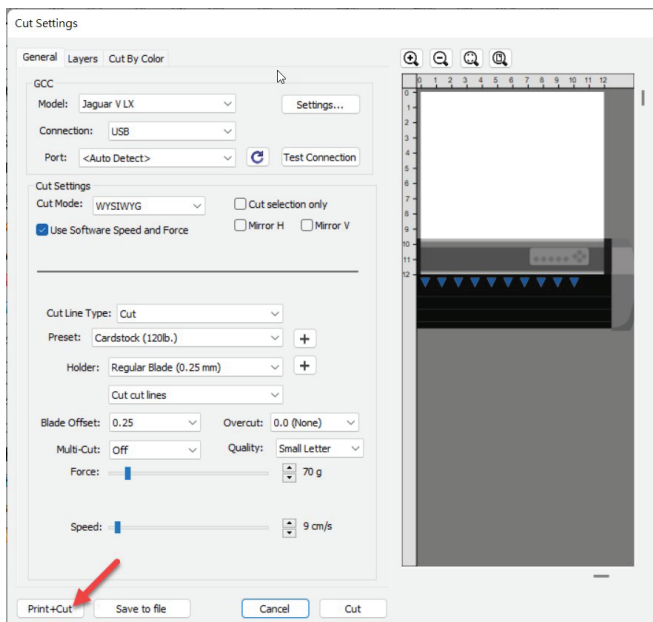 Cut Settings
General Layers Cut By Color
GCC
Model: Jaguar V LX Settings...
Connection: USB
Port: <Auto Detect> Test Connection
Cut Settings
Cut Mode: WYSIWYG Cut selection only
Use Software Speed and Force Mirror H Mirror V
Cut Line Type: Cut
Preset: Cardstock (120lb.) +
Holder: Regular Blade (0.25 mm) +
Cut cut lines
Blade Offset: 0.25 Overcut: 0.0 (None)
Multi-Cut: Off Quality: Small Letter
Force: 70 g
Speed: 9 cm/s
Print+Cut Save to file Cancel Cut
0 1 2 3 4 5 6 7 8 9 10 11 12
0
1
2
3
4
5
6
7
8
9
10
11
12